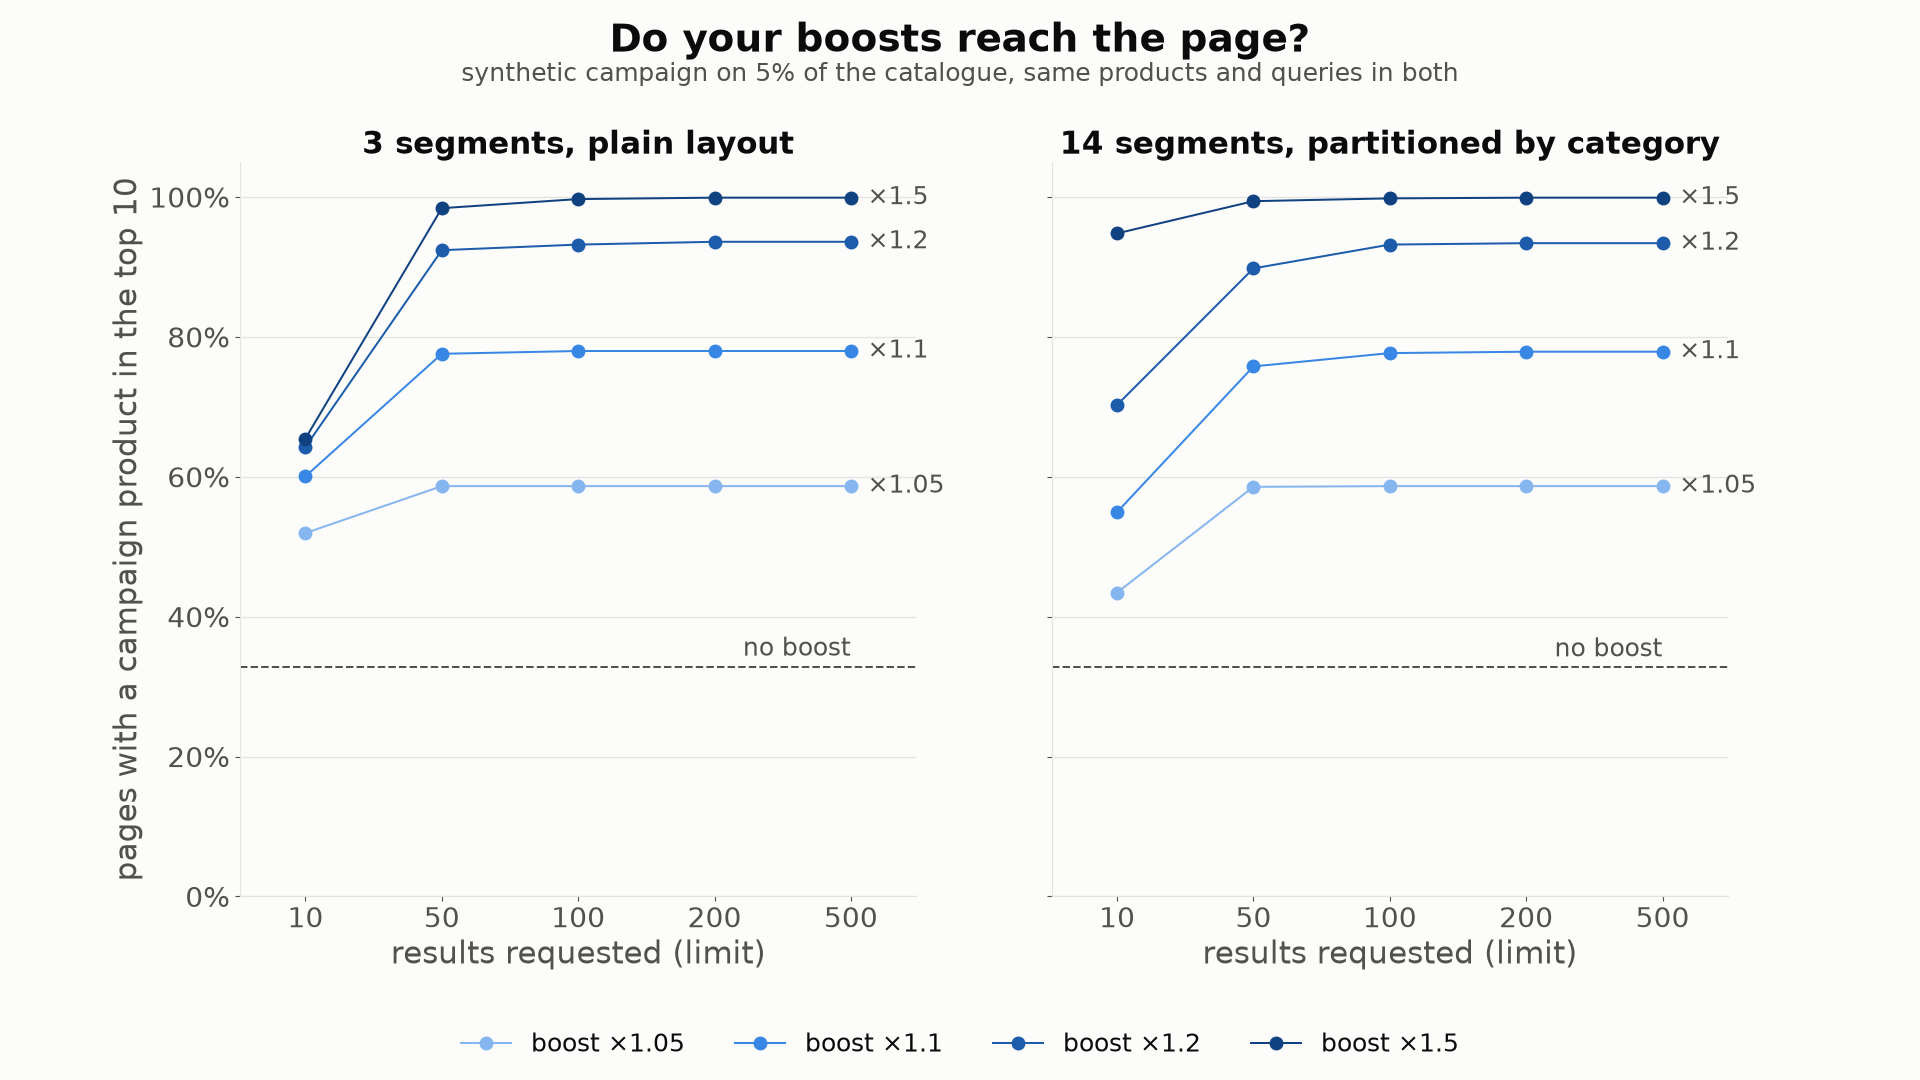 Do your boosts reach the page?
synthetic campaign on 5% of the catalogue, same products and queries in both
3 segments, plain layout
pages with a campaign product in the top 10
100%
80%
60%
40%
20%
0%
×1.5
×1.2
×1.1
×1.05
no boost
10 50 100 200 500
results requested (limit)
14 segments, partitioned by category
×1.5
×1.2
×1.1
×1.05
no boost
10 50 100 200 500
results requested (limit)
boost ×1.05 boost ×1.1 boost ×1.2 boost ×1.5